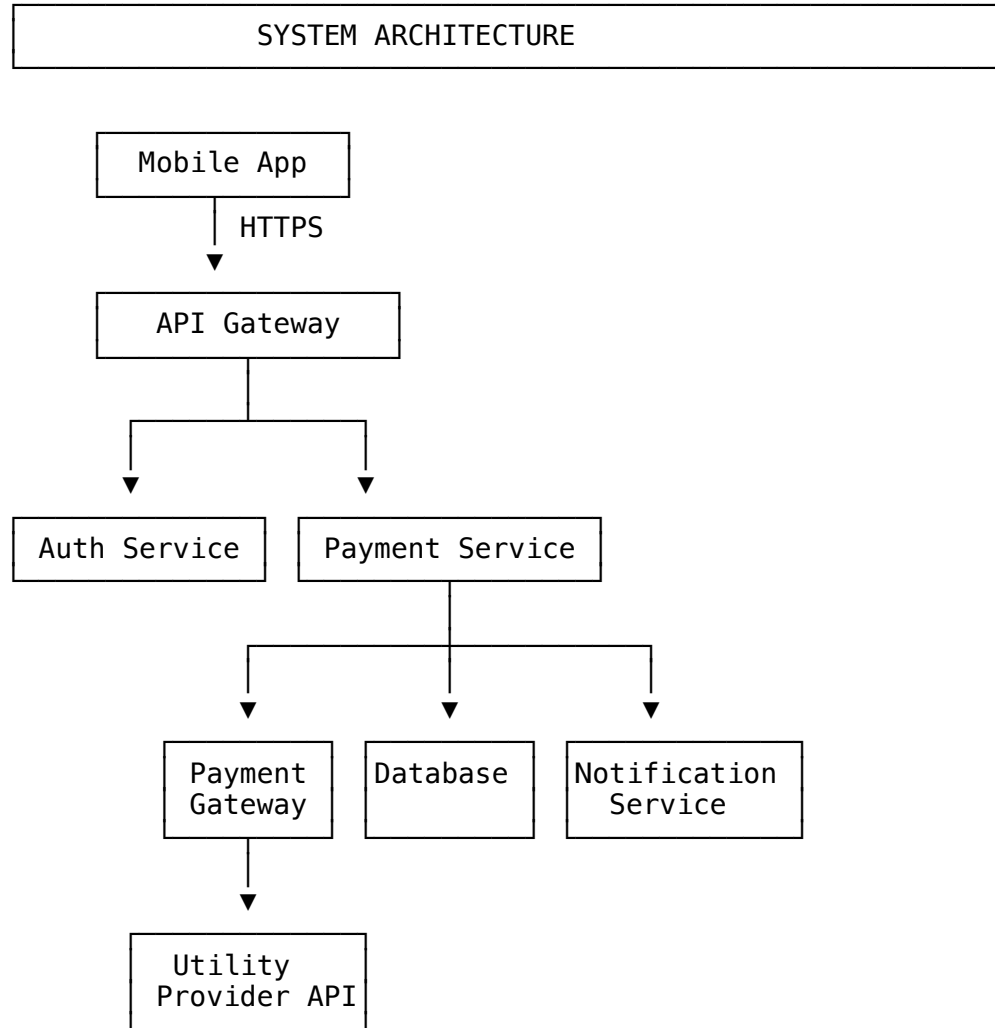 SYSTEM ARCHITECTURE
Mobile App
HTTPS
API Gateway
Auth Service
Payment Service
Payment
Gateway
Database
Notification
Service
Utility
Provider API